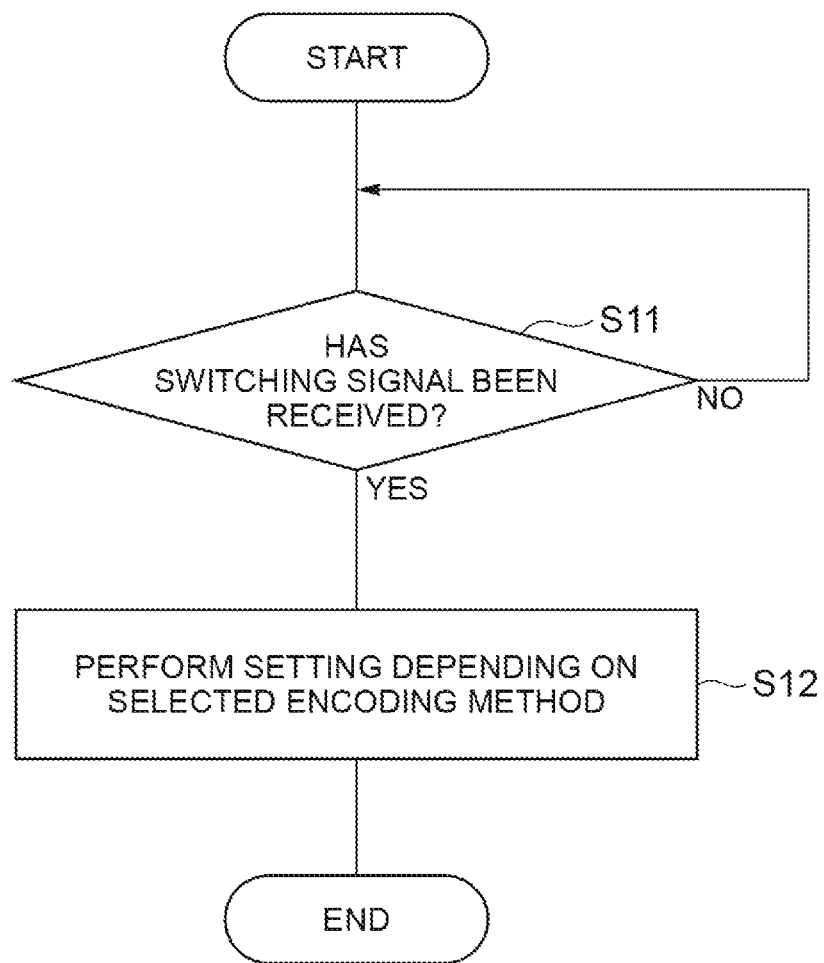 START
S11
HAS
SWITCHING SIGNAL BEEN
RECEIVED?
NO
YES
PERFORM SETTING DEPENDING ON
SELECTED ENCODING METHOD
S12
END